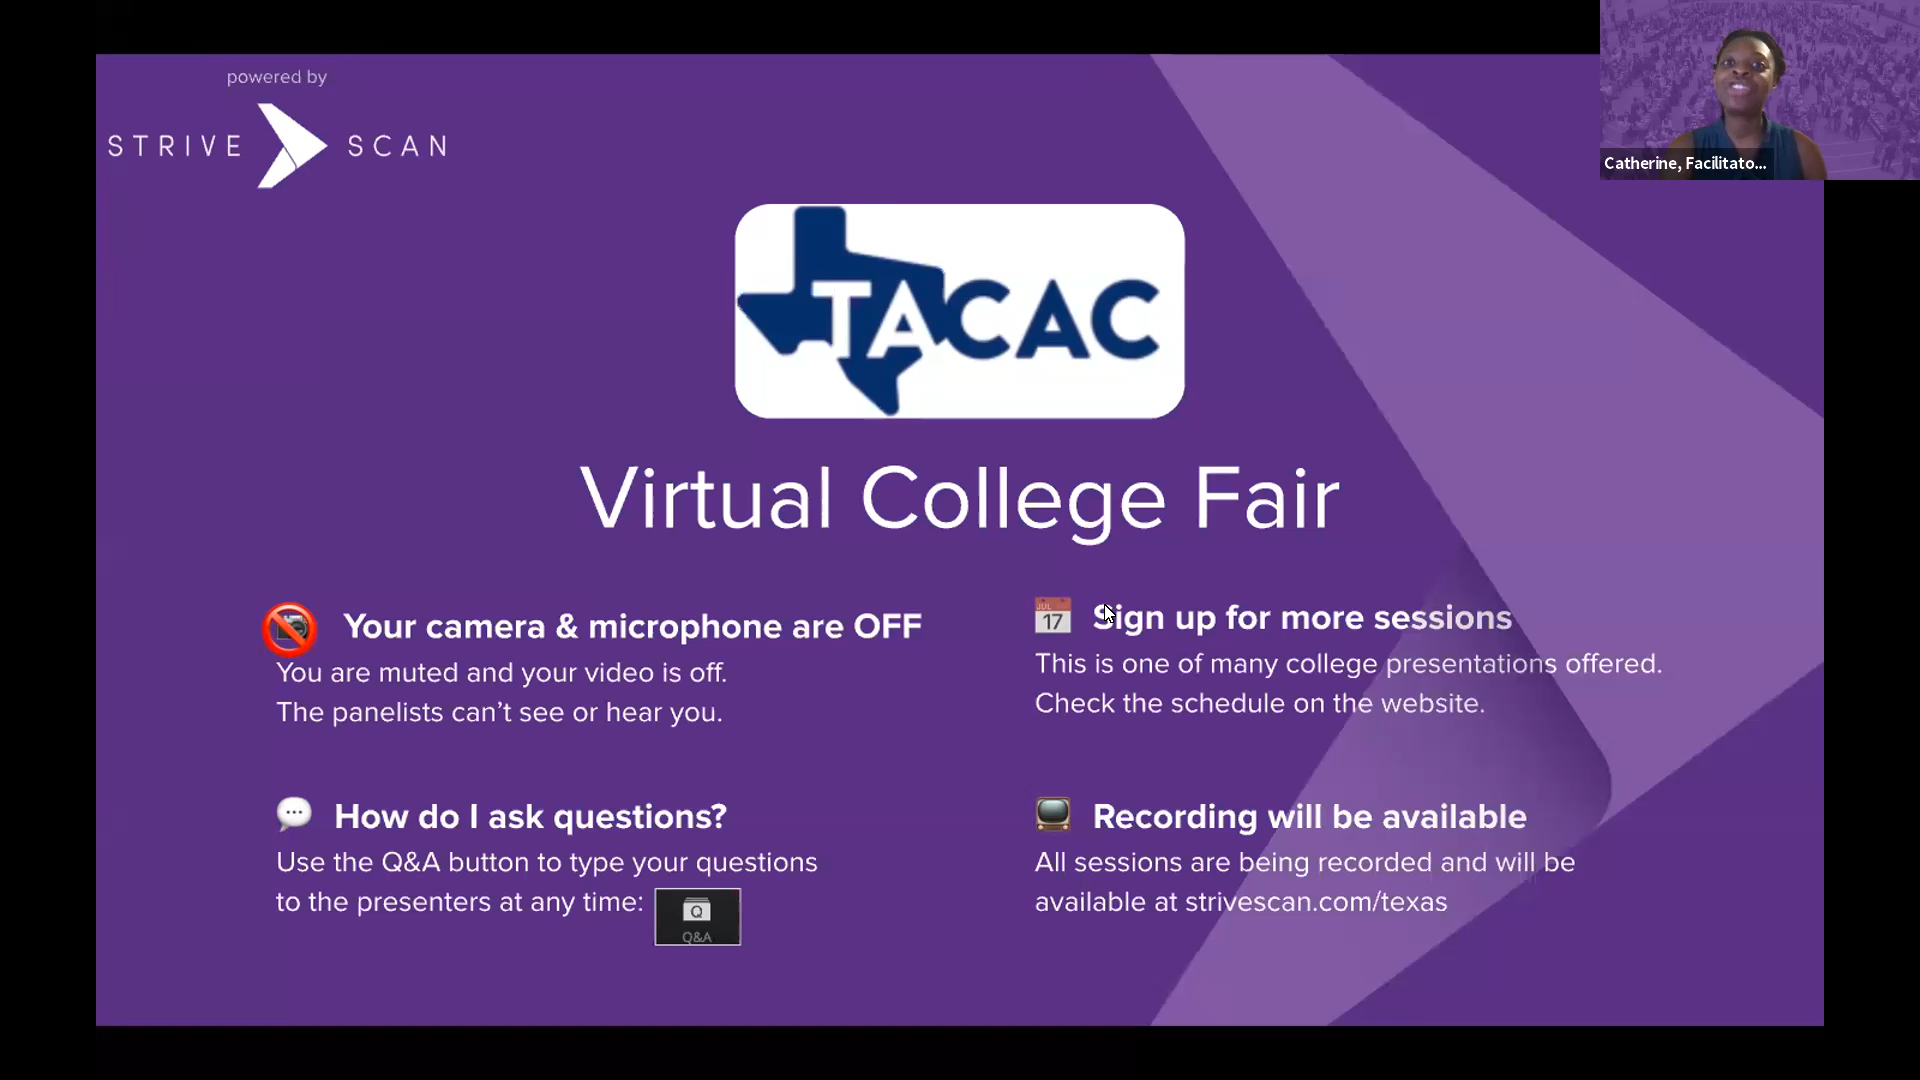 powered by
STRIVE SCAN
Catherine, Facilitato...
TACAC
Virtual College Fair
Your camera & microphone are OFF
You are muted and your video is off.
The panelists can't see or hear you.
JUL
17
Sign up for more sessions
This is one of many college presentations offered.
Check the schedule on the website.
How do I ask questions?
Use the Q&A button to type your questions
to the presenters at any time:
Q
Q&A
Recording will be available
All sessions are being recorded and will be
available at strivescan.com/texas